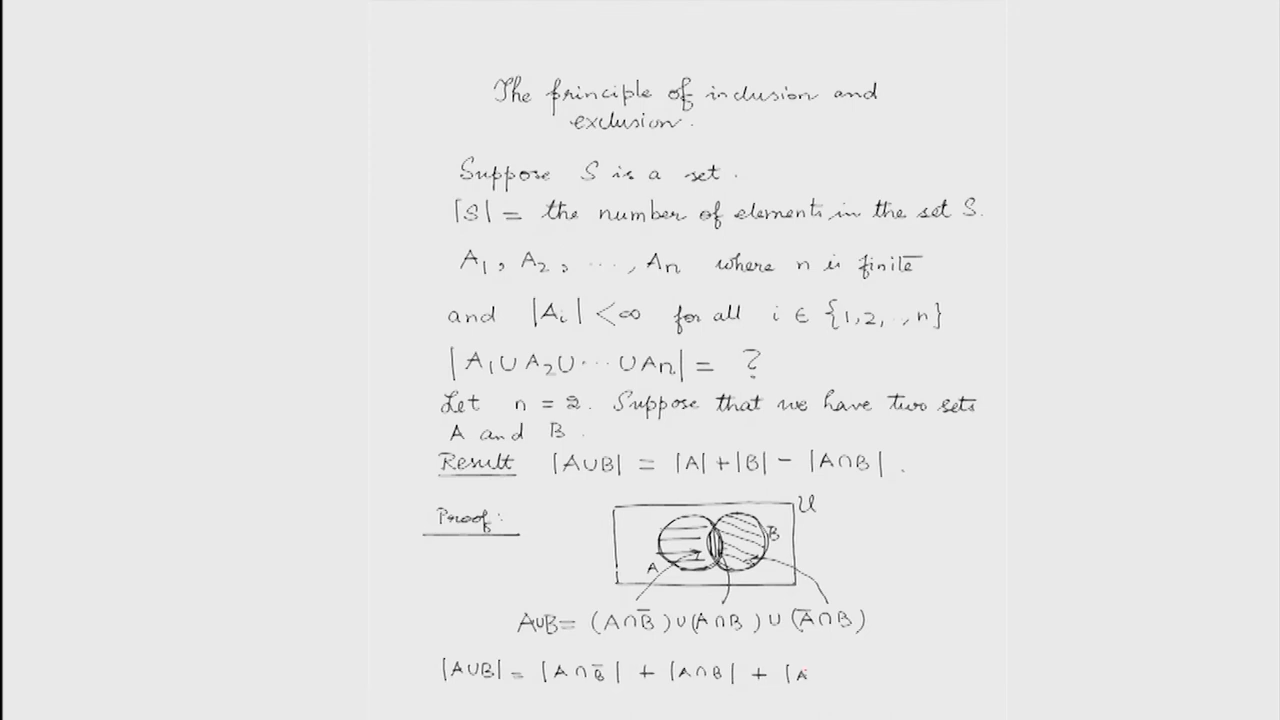 The principle of inclusion and
exclusion.
Suppose S is a set.
|S| = the number of elements in the set S.
A₁, A₂, ..., Aₙ where n is finite
and |Aᵢ| < ∞ for all i ∈ {1,2,..,n}
|A₁∪A₂∪...∪Aₙ| = ?
Let n = 2. Suppose that we have two sets
A and B.
Result |A∪B| = |A|+|B| - |A∩B|.
Proof:
U
B
A
A∪B = (A∩B̅)∪(A∩B)∪(A̅∩B)
|A∪B| = |A∩B̅| + |A∩B| + |A